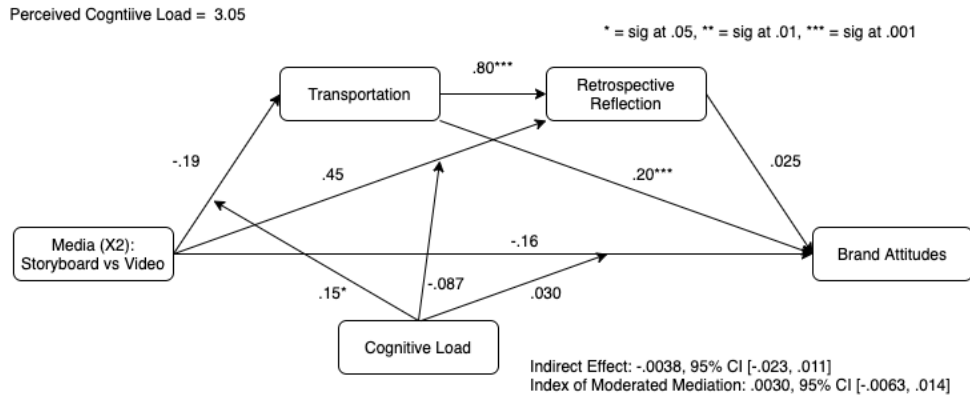 Perceived Cogntiive Load = 3.05
* = sig at .05, ** = sig at .01, *** = sig at .001
.80***
Transportation
Retrospective
Reflection
-.19
.45
.20***
.025
Media (X2):
Storyboard vs Video
-.16
Brand Attitudes
.15*
-.087
.030
Cognitive Load
Indirect Effect: -.0038, 95% CI [-.023, .011]
Index of Moderated Mediation: .0030, 95% CI [-.0063, .014]